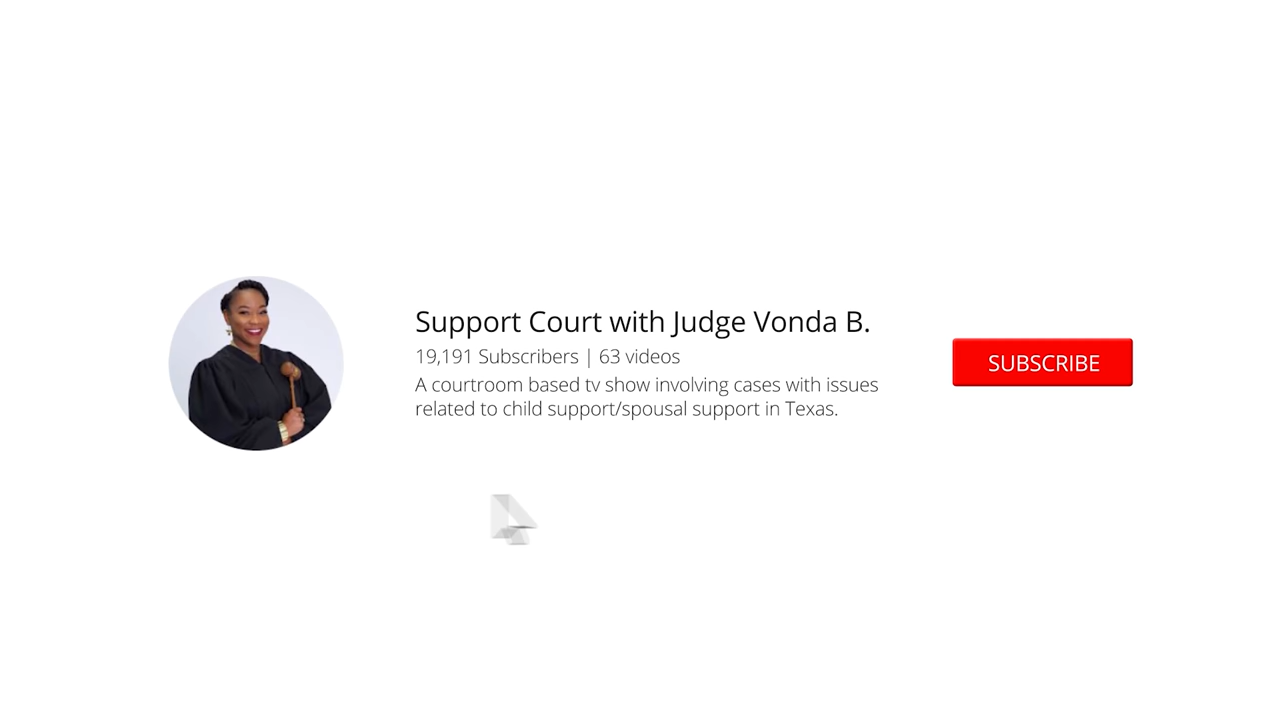 Support Court with Judge Vonda B.
19,191 Subscribers | 63 videos
A courtroom based tv show involving cases with issues
related to child support/spousal support in Texas.
SUBSCRIBE